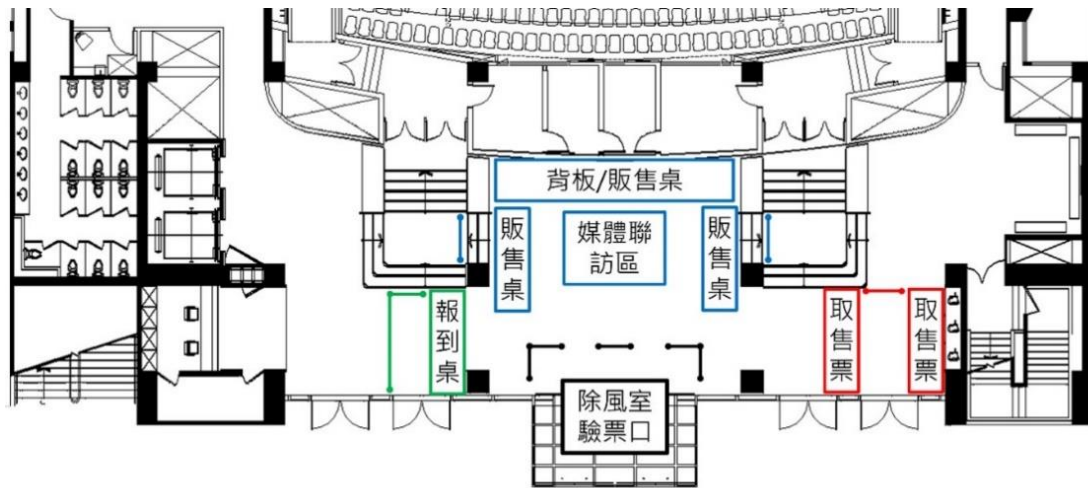 背板/販售桌
販售桌
媒體聯
訪區
販售桌
報到桌
取售票
取售票
除風室
驗票口